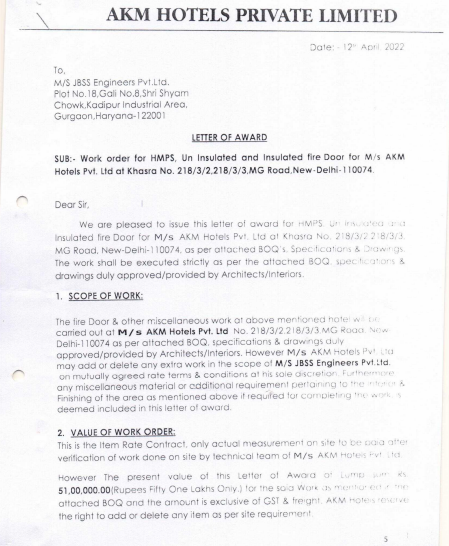 AKM HOTELS PRIVATE LIMITED
Date: - 12th April, 2022
To,
M/S JBSS Engineers Pvt.Ltd.
Plot No.18,Gali No.8,Shri Shyam
Chowk,Kadipur Industrial Area,
Gurgaon,Haryana-122001
LETTER OF AWARD
SUB:- Work order for HMPS, Un Insulated and Insulated fire Door for M/s AKM
Hotels Pvt. Ltd at Khasra No. 218/3/2,218/3/3,MG Road,New-Delhi-110074.
Dear Sir,
We are pleased to issue this letter of award for HMPS, Un Insulated and
Insulated fire Door for M/s AKM Hotels Pvt. Ltd at Khasra No. 218/3/2,218/3/3,
MG Road, New-Delhi-110074, as per attached BOQ's, Specifications & Drawings.
The work shall be executed strictly as per the attached BOQ, specifications &
drawings duly approved/provided by Architects/Interiors.
1. SCOPE OF WORK:
The fire Door & other miscellaneous work at above mentioned hotel will be
carried out at M/s AKM Hotels Pvt. Ltd No. 218/3/2,218/3/3,MG Road, New
Delhi-110074 as per attached BOQ, specifications & drawings duly
approved/provided by Architects/Interiors. However M/s AKM Hotels Pvt. Ltd
may add or delete any extra work in the scope of M/S JBSS Engineers Pvt.Ltd.
on mutually agreed rate terms & conditions at his sole discretion. Furthermore
any miscellaneous material or additional requirement pertaining to the interior &
Finishing of the area as mentioned above if required for completing the work, is
deemed included in this letter of award.
2. VALUE OF WORK ORDER:
This is the Item Rate Contract, only actual measurement on site to be paid after
verification of work done on site by technical team of M/s AKM Hotels Pvt. Ltd.
However The present value of this Letter of Award at Lump sum Rs.
51,00,000.00(Rupees Fifty One Lakhs Only.) for the said Work as mentioned in the
attached BOQ and the amount is exclusive of GST & freight. AKM Hotels reserve
the right to add or delete any item as per site requirement.
5